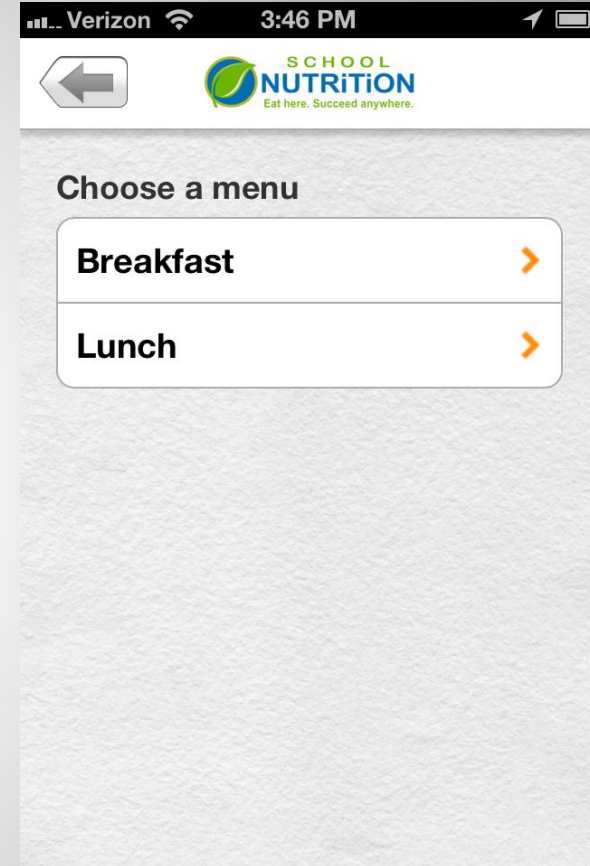 Verizon 3:46 PM
SCHOOL
NUTRiTiON
Eat here. Succeed anywhere.
Choose a menu
Breakfast
Lunch